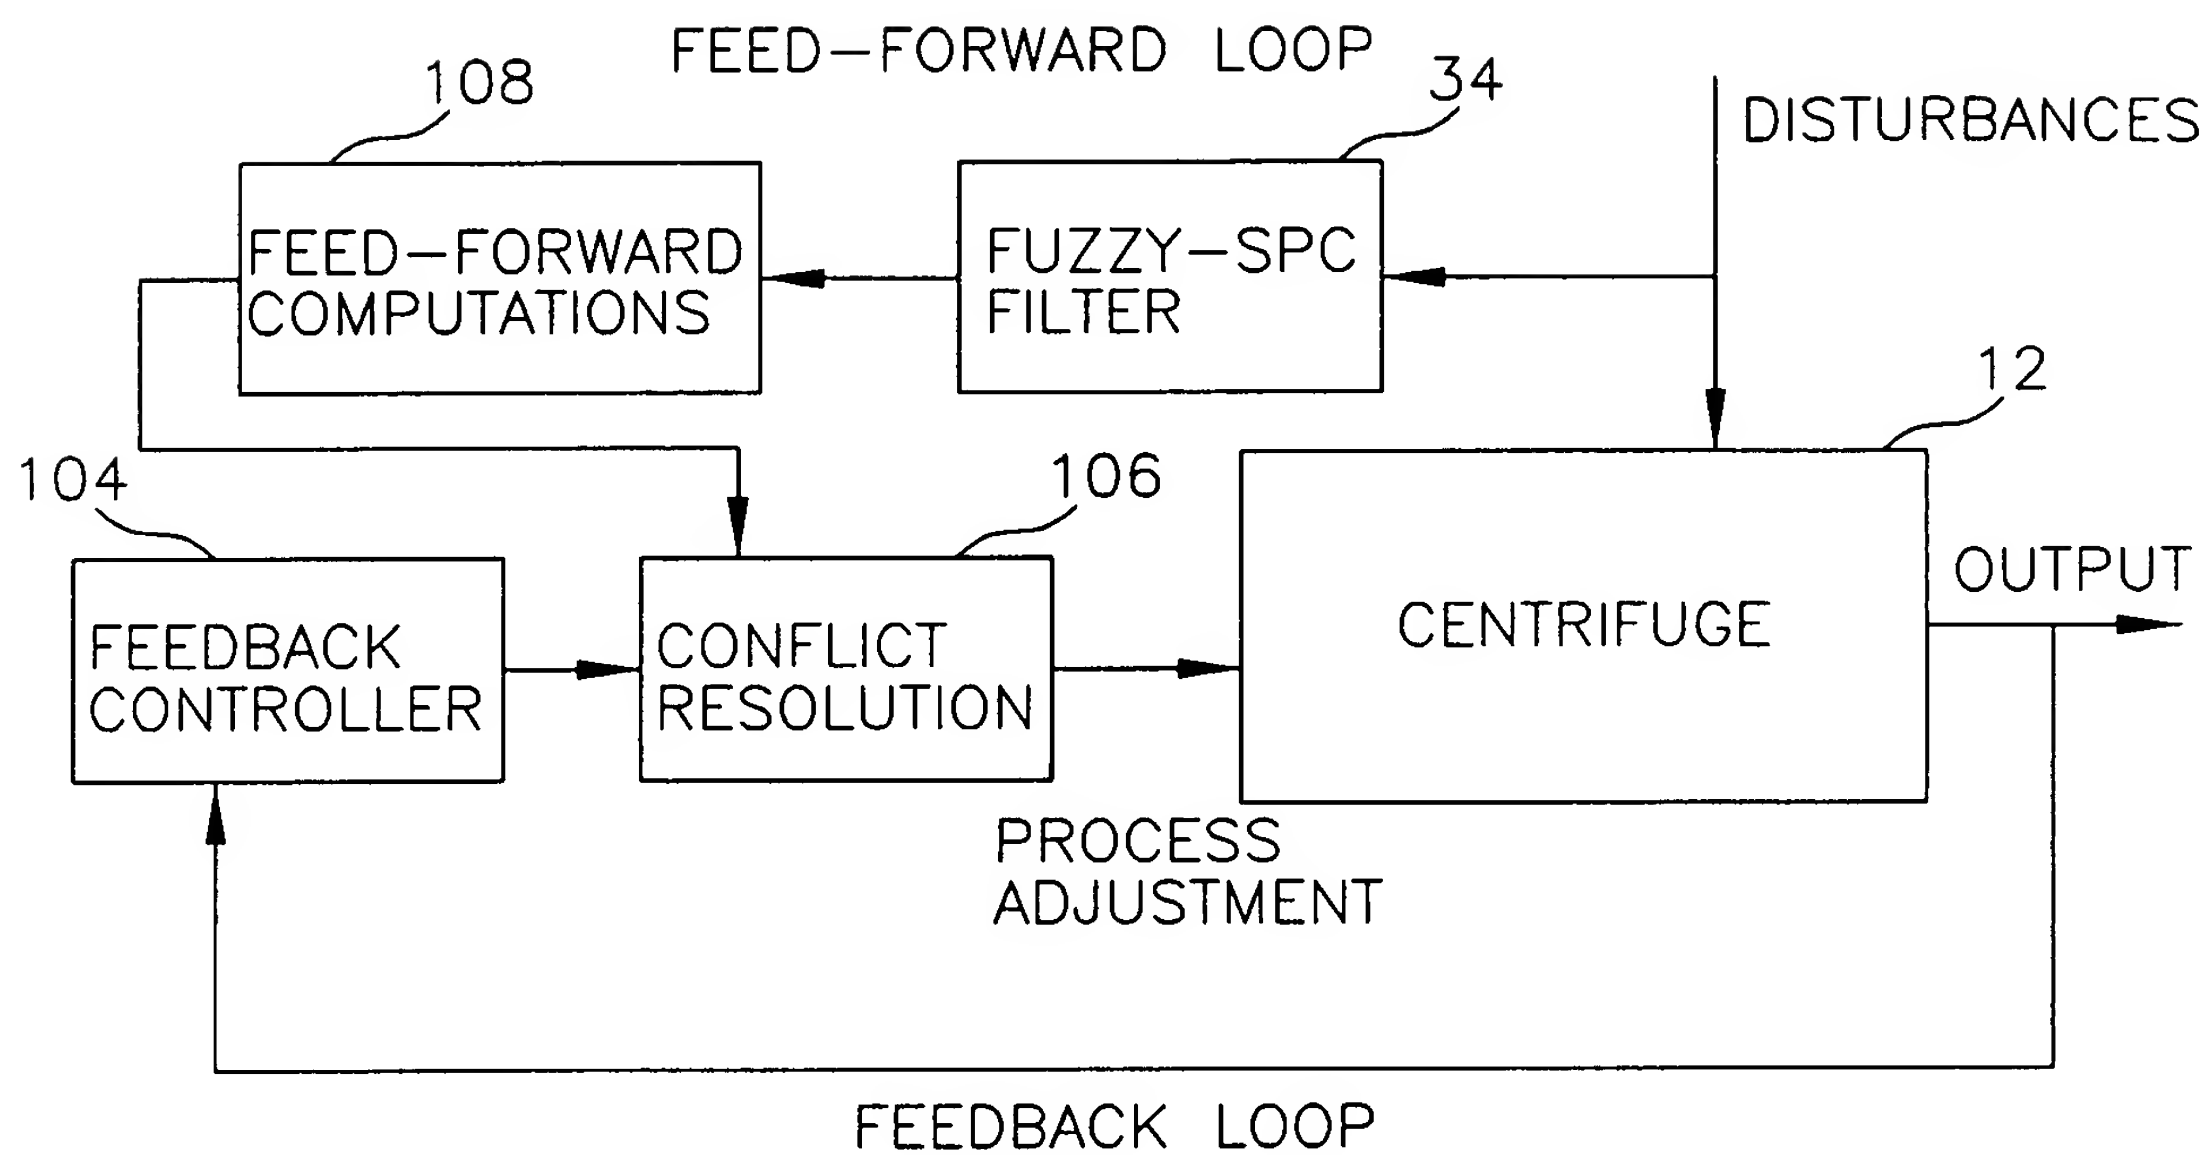 FEED-FORWARD LOOP
108
34
DISTURBANCES
FEED-FORWARD
COMPUTATIONS
FUZZY-SPC
FILTER
12
104
106
FEEDBACK
CONTROLLER
CONFLICT
RESOLUTION
CENTRIFUGE
OUTPUT
PROCESS
ADJUSTMENT
FEEDBACK LOOP